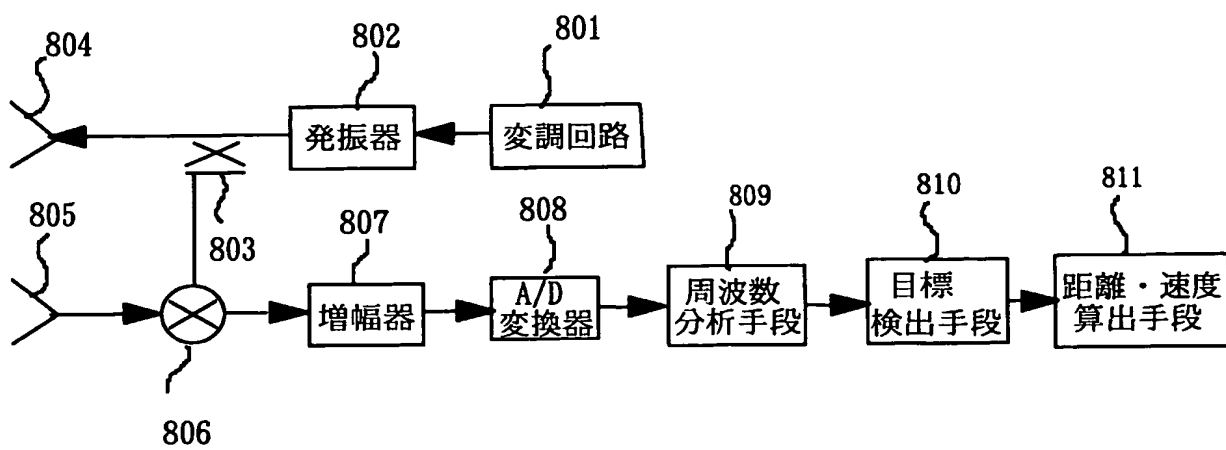 804
802
801
発振器
変調回路
805
803
807
808
809
810
811
増幅器
A/D
変換器
周波数
分析手段
目標
検出手段
距離・速度
算出手段
806